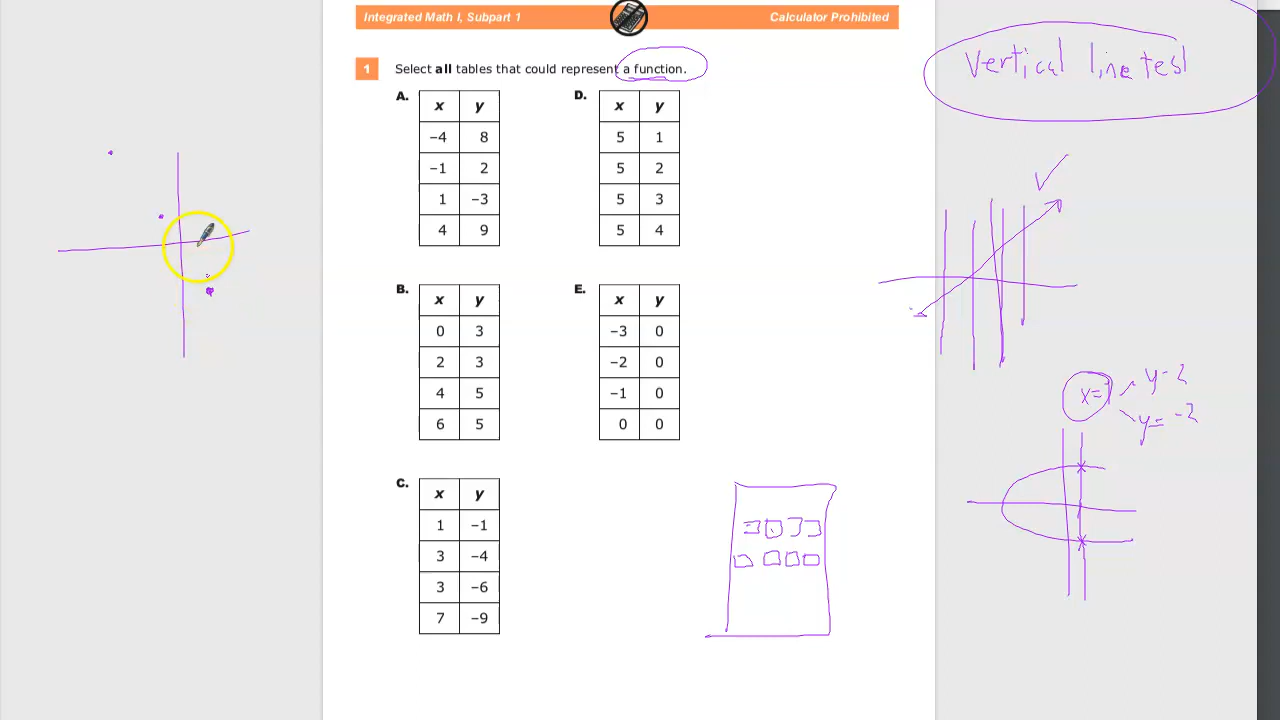 Integrated Math I, Subpart 1
Calculator Prohibited
1 Select all tables that could represent a function.
A.
x y
−4 8
−1 2
1 −3
4 9
B.
x y
0 3
2 3
4 5
6 5
C.
x y
1 −1
3 −4
3 −6
7 −9
D.
x y
5 1
5 2
5 3
5 4
E.
x y
−3 0
−2 0
−1 0
0 0
Vertical line test
y-2
x=
y= -2